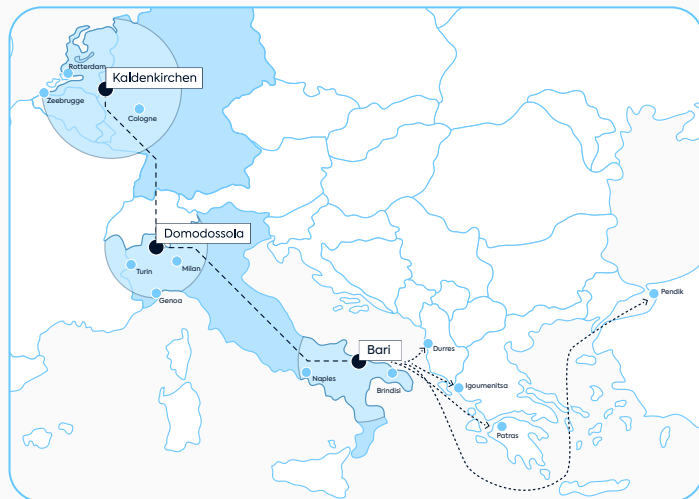 Rotterdam
Kaldenkirchen
Zeebrugge
Cologne
Domodossola
Turin
Milan
Genoa
Pendik
Bari
Durres
Naples
Brindisi
Igoumenitsa
Patras